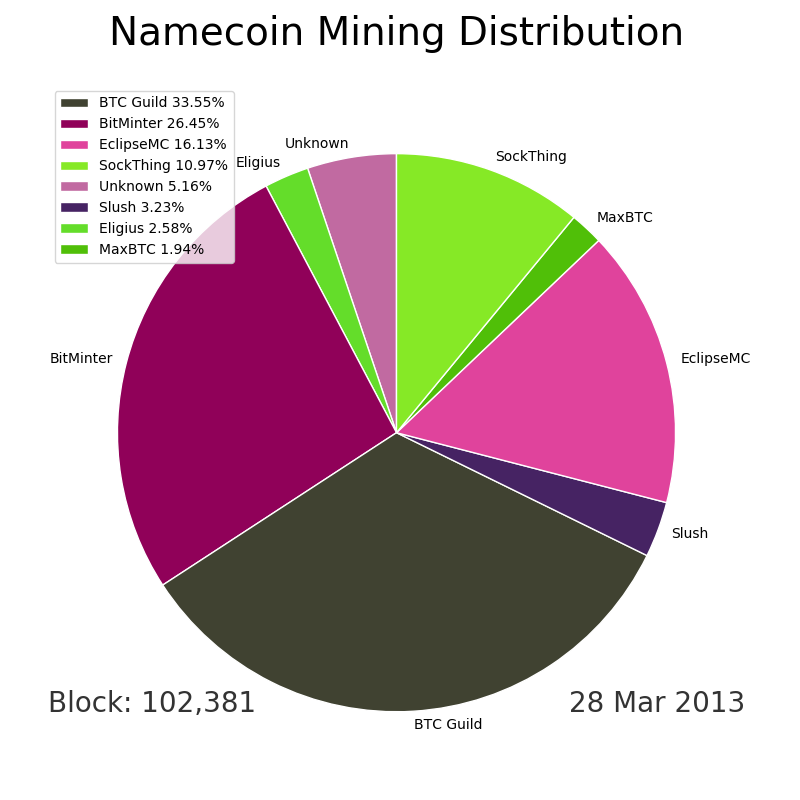 Namecoin Mining Distribution
BTC Guild 33.55%
BitMinter 26.45%
EclipseMC 16.13%
SockThing 10.97%
Unknown 5.16%
Slush 3.23%
Eligius 2.58%
MaxBTC 1.94%
Unknown
SockThing
Eligius
MaxBTC
BitMinter
EclipseMC
Slush
BTC Guild
Block: 102,381
28 Mar 2013